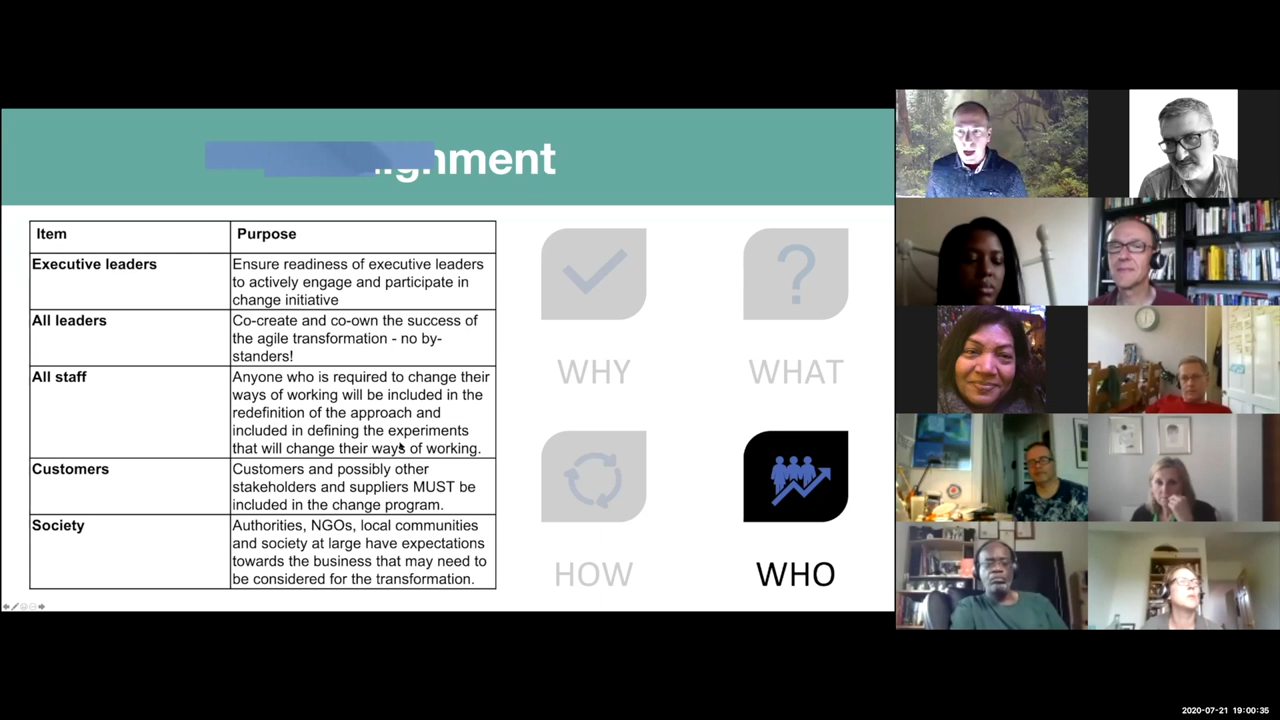 Item Purpose
Executive leaders
Ensure readiness of executive leaders
to actively engage and participate in
change initiative
All leaders
Co-create and co-own the success of
the agile transformation - no by-
standers!
All staff
Anyone who is required to change their
ways of working will be included in the
redefinition of the approach and
included in defining the experiments
that will change their ways of working.
Customers
Customers and possibly other
stakeholders and suppliers MUST be
included in the change program.
Society
Authorities, NGOs, local communities
and society at large have expectations
towards the business that may need to
be considered for the transformation.
WHY
WHAT
HOW
WHO
2020-07-21 19:00:35